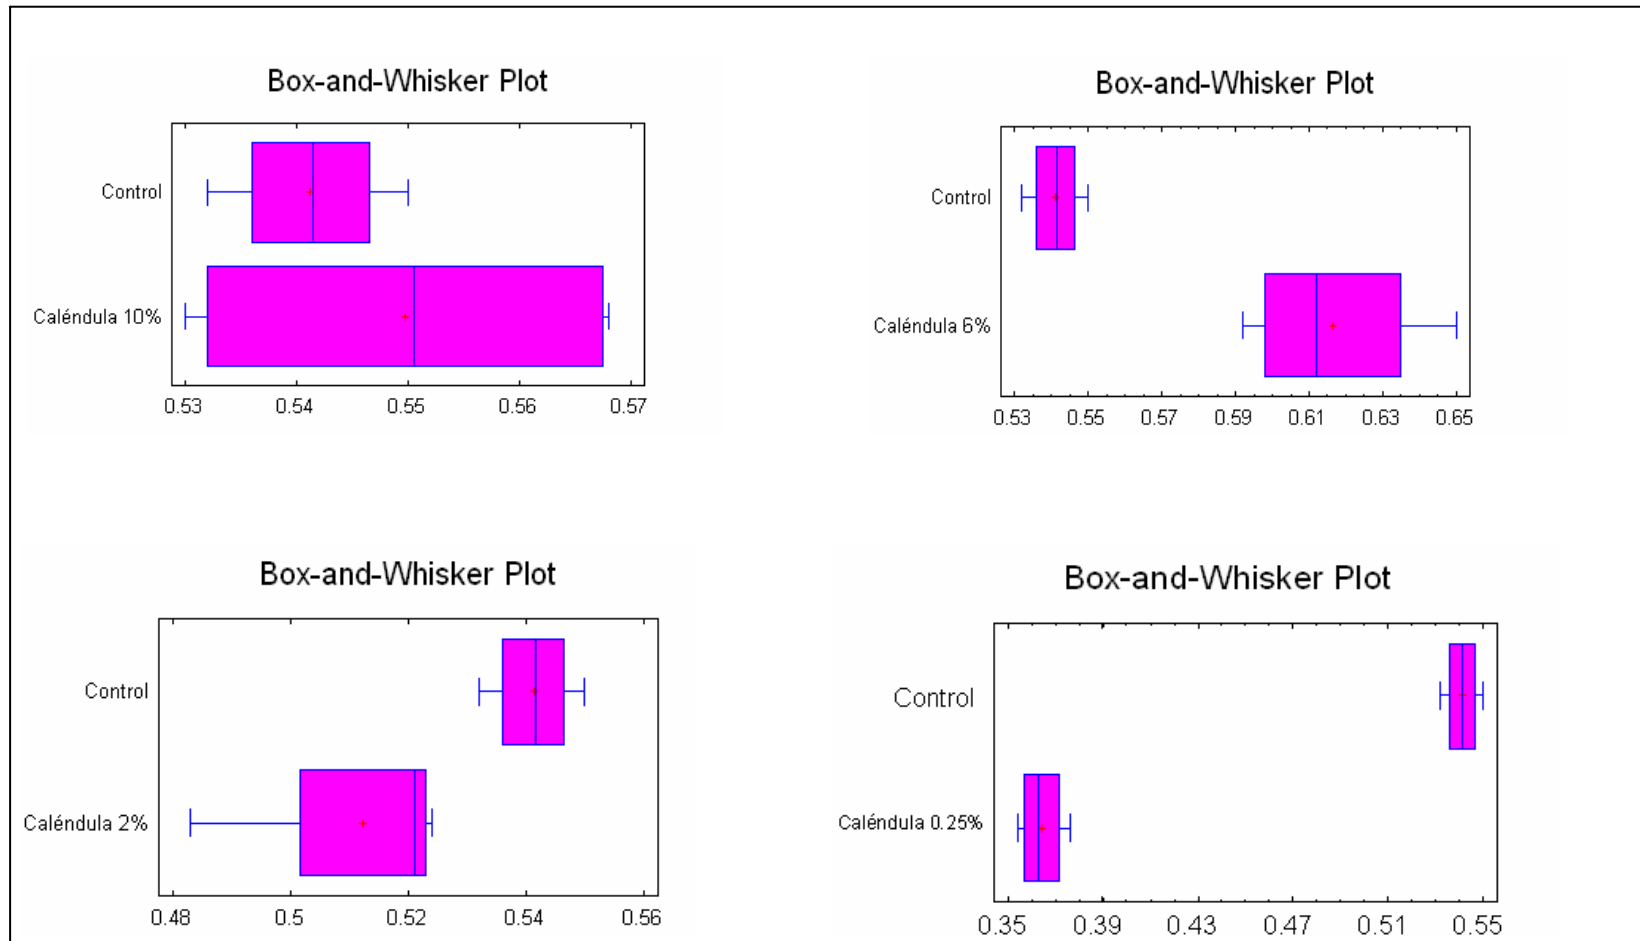 Box-and-Whisker Plot
Control
Caléndula 10%
0.53 0.54 0.55 0.56 0.57
Box-and-Whisker Plot
Control
Caléndula 6%
0.53 0.55 0.57 0.59 0.61 0.63 0.65
Box-and-Whisker Plot
Control
Caléndula 2%
0.48 0.5 0.52 0.54 0.56
Box-and-Whisker Plot
Control
Caléndula 0.25%
0.35 0.39 0.43 0.47 0.51 0.55